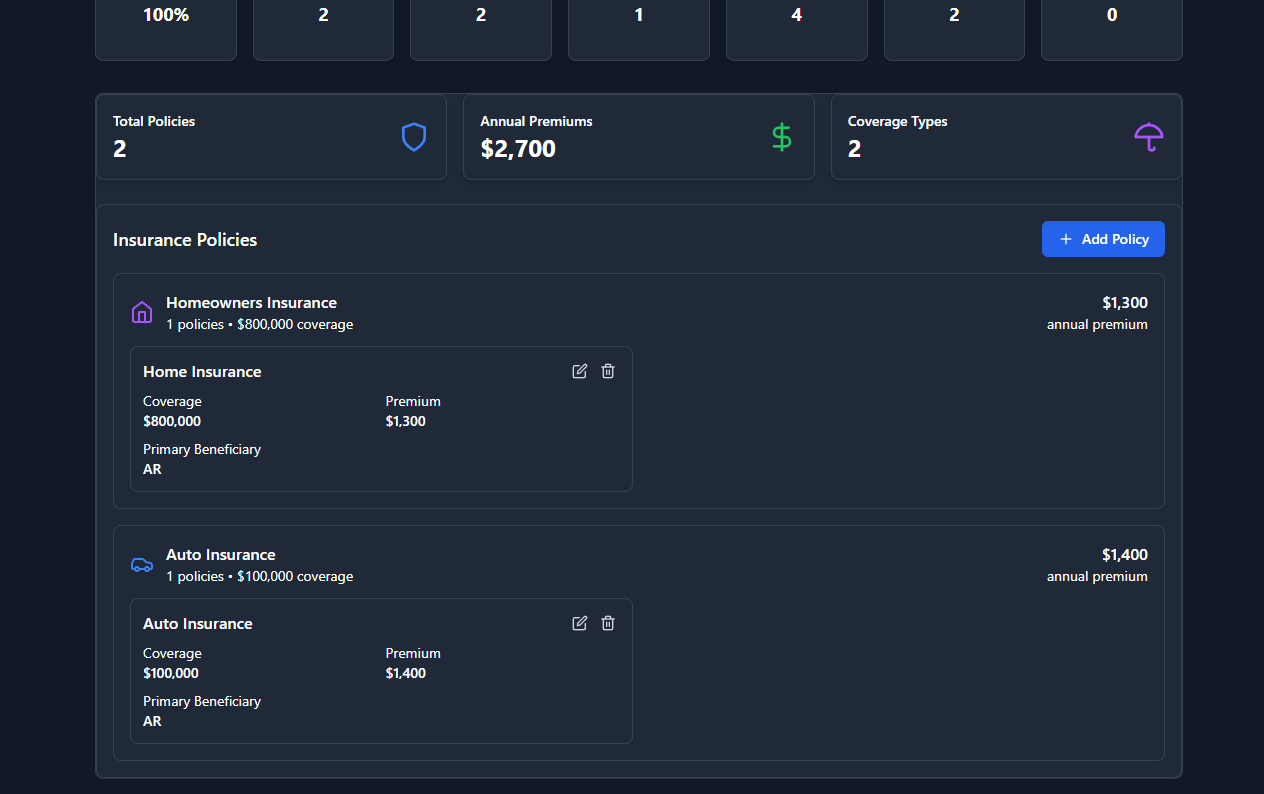 100% 2 2 1 4 2 0
Total Policies
2
Annual Premiums
$2,700
Coverage Types
2
Insurance Policies
Add Policy
Homeowners Insurance
1 policies • $800,000 coverage
$1,300
annual premium
Home Insurance
Coverage
$800,000
Premium
$1,300
Primary Beneficiary
AR
Auto Insurance
1 policies • $100,000 coverage
$1,400
annual premium
Auto Insurance
Coverage
$100,000
Premium
$1,400
Primary Beneficiary
AR